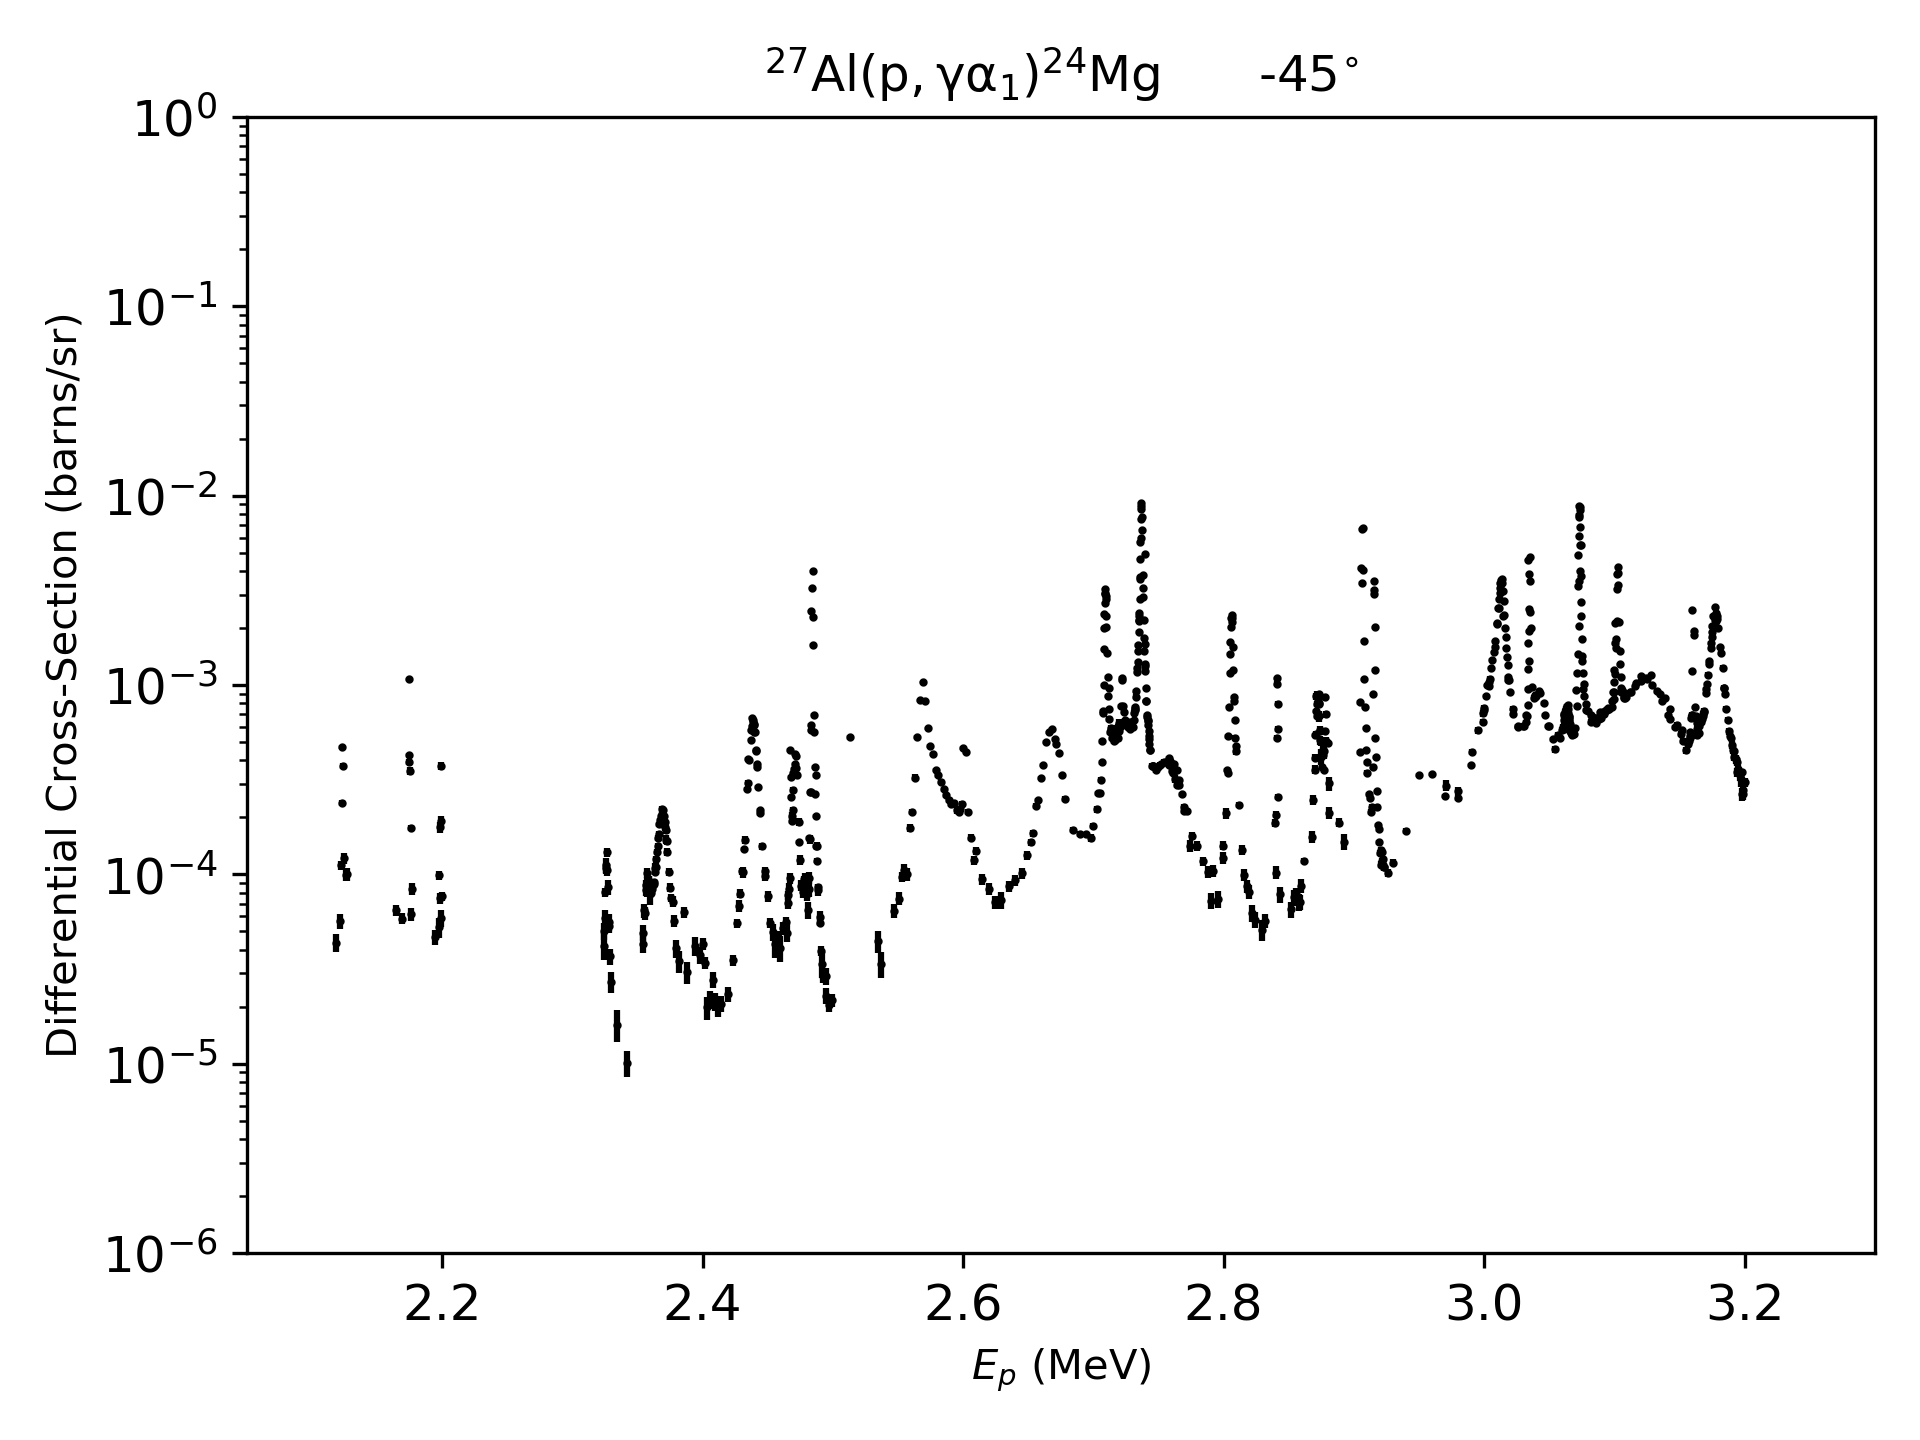 ²⁷Al(p, γα₁)²⁴Mg -45°
10⁰
10⁻¹
10⁻²
10⁻³
10⁻⁴
10⁻⁵
10⁻⁶
Differential Cross-Section (barns/sr)
2.2 2.4 2.6 2.8 3.0 3.2
Eₚ (MeV)